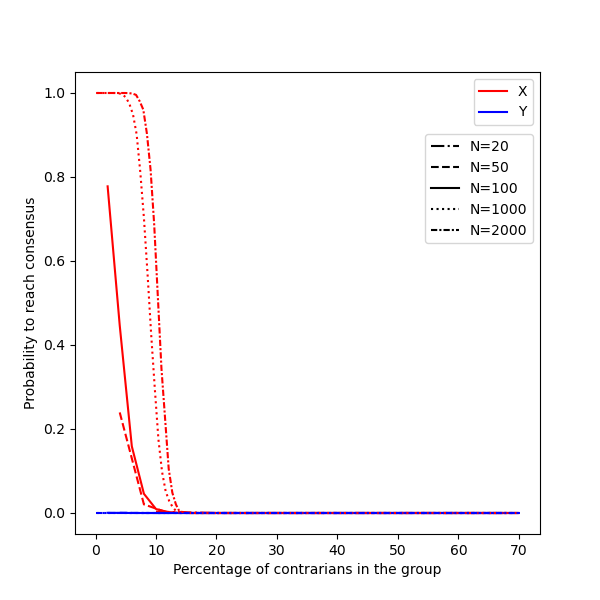 X
Y
N=20
N=50
N=100
N=1000
N=2000
1.0
0.8
0.6
0.4
0.2
0.0
Probability to reach consensus
0 10 20 30 40 50 60 70
Percentage of contrarians in the group